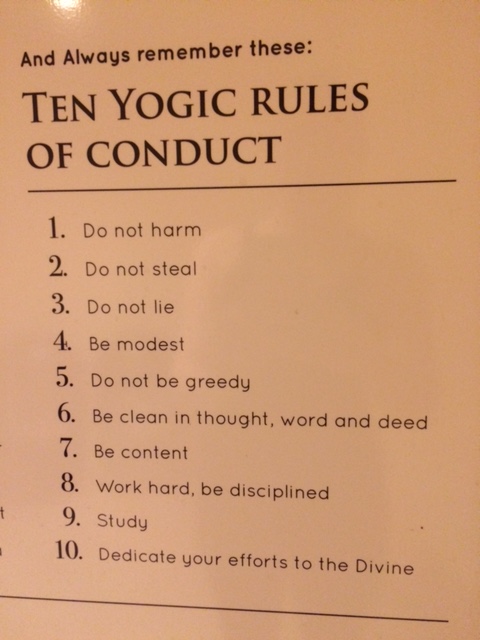 And Always remember these:
TEN YOGIC RULES
OF CONDUCT
1. Do not harm
2. Do not steal
3. Do not lie
4. Be modest
5. Do not be greedy
6. Be clean in thought, word and deed
7. Be content
8. Work hard, be disciplined
9. Study
10. Dedicate your efforts to the Divine